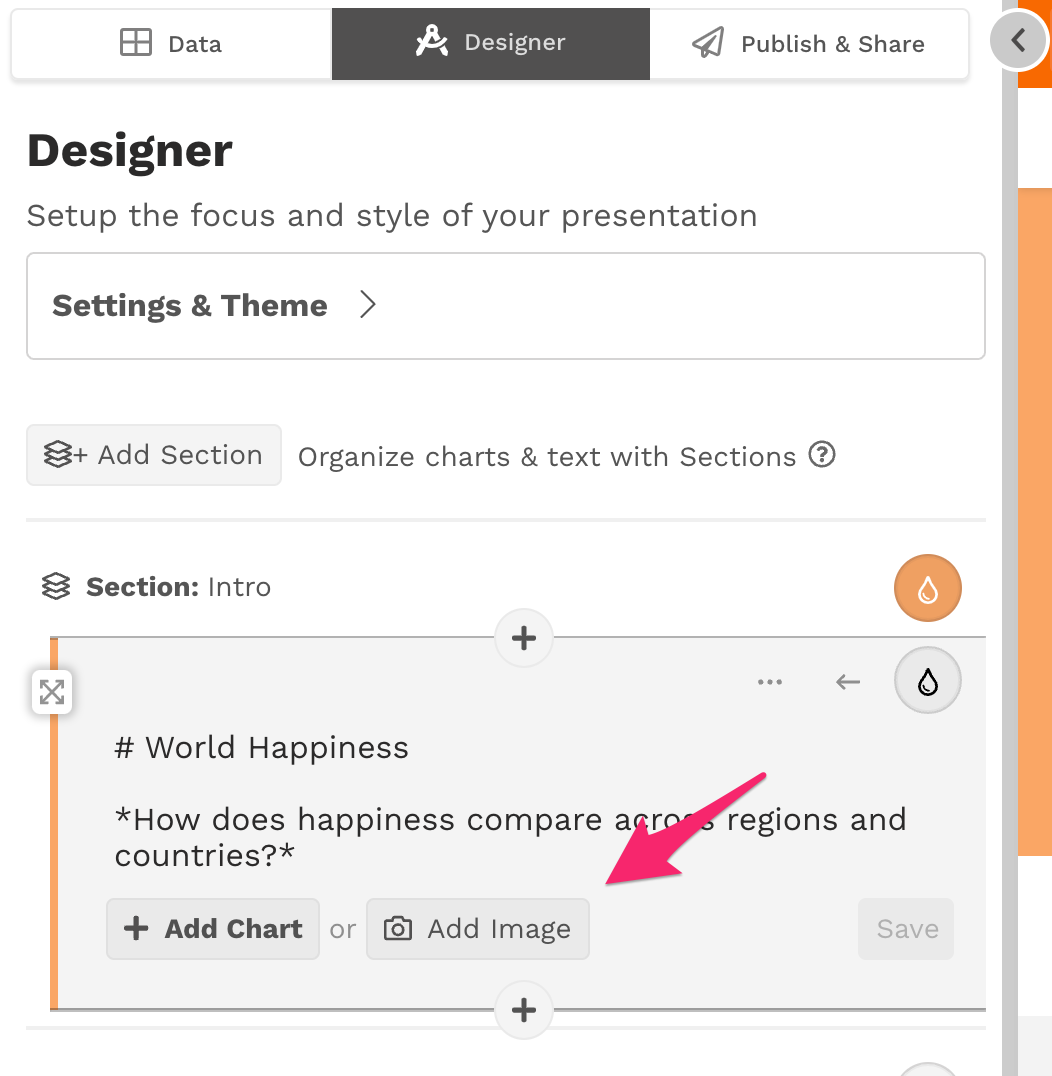 Data
Designer
Publish & Share
Designer
Setup the focus and style of your presentation
Settings & Theme
+ Add Section
Organize charts & text with Sections ?
Section: Intro
# World Happiness
*How does happiness compare across regions and
countries?*
Add Chart or Add Image
Save